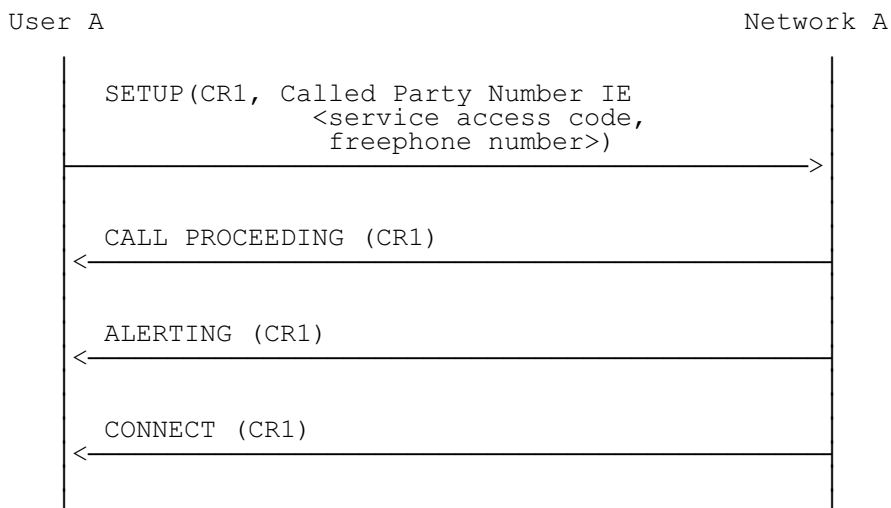 User A Network A
SETUP(CR1, Called Party Number IE
<service access code,
freephone number>)
CALL PROCEEDING (CR1)
ALERTING (CR1)
CONNECT (CR1)